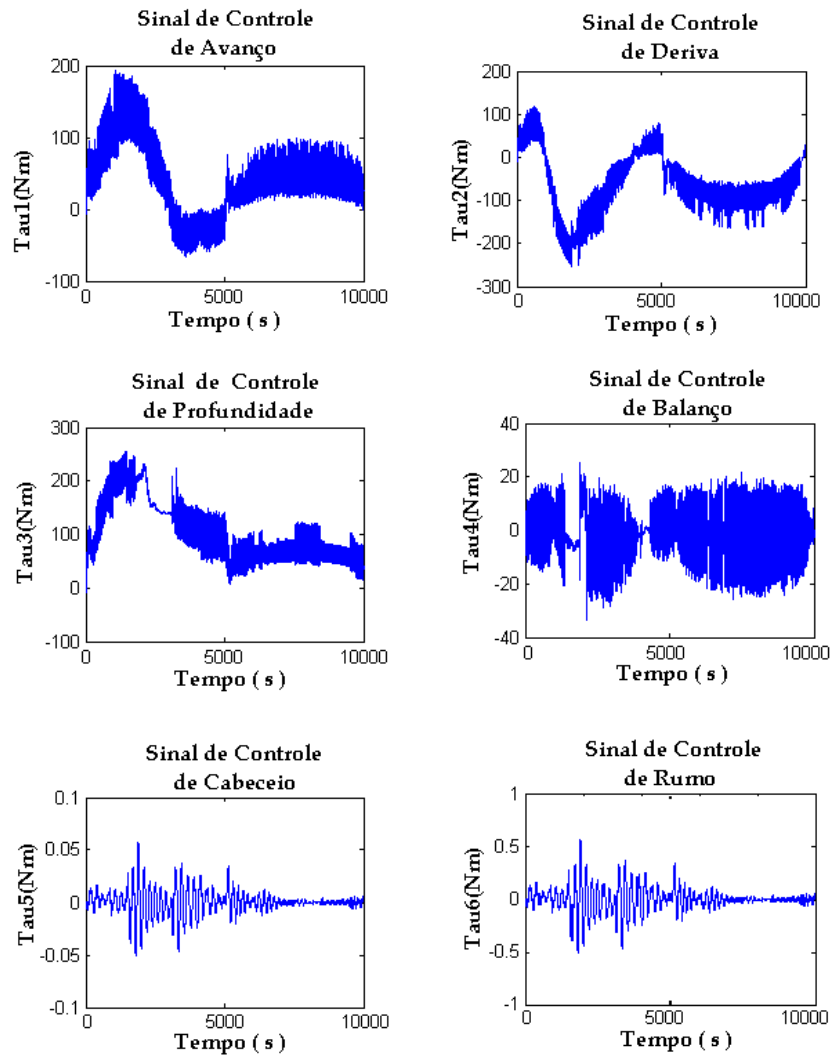 Sinal de Controle
de Avanço
200
100
0
-100
Tau1(Nm)
0
5000
10000
Tempo ( s )
Sinal de Controle
de Deriva
200
100
0
-100
-200
-300
Tau2(Nm)
0
5000
10000
Tempo ( s )
Sinal de Controle
de Profundidade
300
200
100
0
-100
Tau3(Nm)
0
5000
10000
Tempo ( s )
Sinal de Controle
de Balanço
40
20
0
-20
-40
Tau4(Nm)
0
5000
10000
Tempo ( s )
Sinal de Controle
de Cabeceio
0.1
0.05
0
-0.05
-0.1
Tau5(Nm)
0
5000
10000
Tempo ( s )
Sinal de Controle
de Rumo
1
0.5
0
-0.5
-1
Tau6(Nm)
0
5000
10000
Tempo ( s )